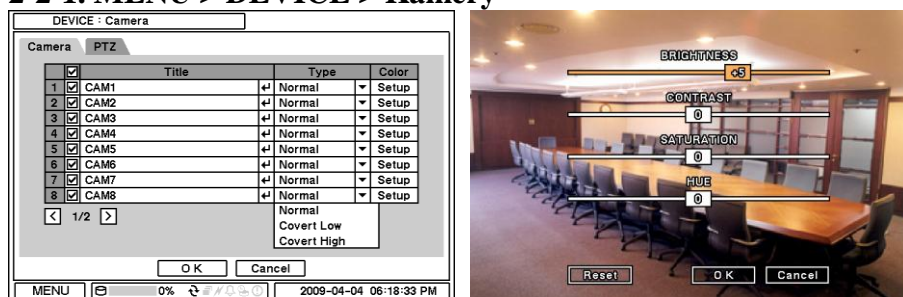 2-2-1. MENU > DEVICE > Kamery
DEVICE : Camera
Camera PTZ
Title Type Color
1 CAM1 Normal Setup
2 CAM2 Normal Setup
3 CAM3 Normal Setup
4 CAM4 Normal Setup
5 CAM5 Normal Setup
6 CAM6 Normal Setup
7 CAM7 Normal Setup
8 CAM8 Normal Setup
Normal
Covert Low
Covert High
< 1/2 >
OK Cancel
MENU 0% 2009-04-04 06:18:33 PM
BRIGHTNESS
+5
CONTRAST
0
SATURATION
0
HUE
0
Reset OK Cancel